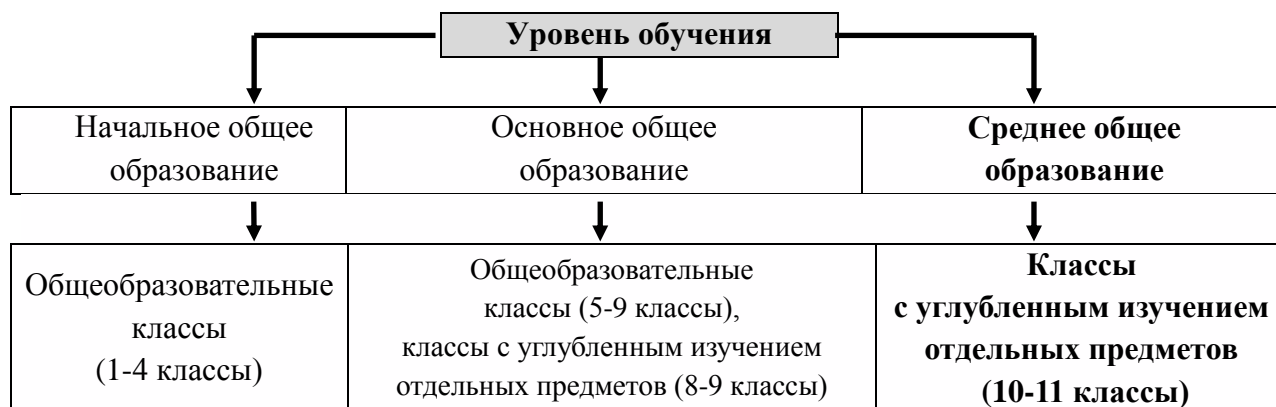 Уровень обучения
Начальное общее
образование
Основное общее
образование
Среднее общее
образование
Общеобразовательные
классы
(1-4 классы)
Общеобразовательные
классы (5-9 классы),
классы с углубленным изучением
отдельных предметов (8-9 классы)
Классы
с углубленным изучением
отдельных предметов
(10-11 классы)